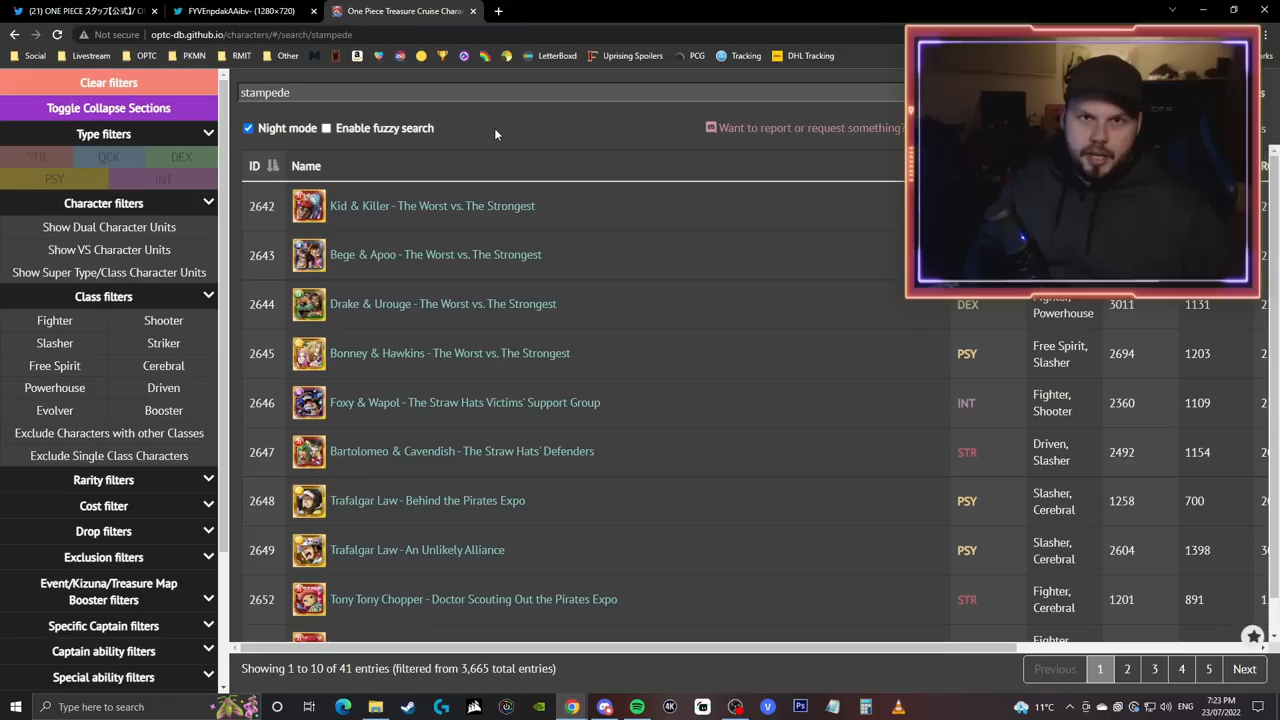 (21) ONE PIECE スタッフ【公式】/ O
FYVEnpdakAAibv- (1280×720)
One Piece Treasure Cruise Chara
Not secure
optc-db.github.io/characters/#/search/stampede
Social
Livestream
OPTC
PKMN
RMIT
Other
LetterBoxd
Uprising Spoilers
PCG
Tracking
DHL Tracking
Clear filters
Toggle Collapse Sections
Type filters
STR QCK DEX
PSY INT
Character filters
Show Dual Character Units
Show VS Character Units
Show Super Type/Class Character Units
Class filters
Fighter Shooter
Slasher Striker
Free Spirit Cerebral
Powerhouse Driven
Evolver Booster
Exclude Characters with other Classes
Exclude Single Class Characters
Rarity filters
Cost filter
Drop filters
Exclusion filters
Event/Kizuna/Treasure Map
Booster filters
Specific Captain filters
Captain ability filters
Special ability filters
stampede
Night mode Enable fuzzy search
Want to report or request something?
ID Name
2642 Kid & Killer - The Worst vs. The Strongest
2643 Bege & Apoo - The Worst vs. The Strongest
2644 Drake & Urouge - The Worst vs. The Strongest DEX Fighter, Powerhouse 3011 1131
2645 Bonney & Hawkins - The Worst vs. The Strongest PSY Free Spirit, Slasher 2694 1203
2646 Foxy & Wapol - The Straw Hats Victims' Support Group INT Fighter, Shooter 2360 1109
2647 Bartolomeo & Cavendish - The Straw Hats' Defenders STR Driven, Slasher 2492 1154
2648 Trafalgar Law - Behind the Pirates Expo PSY Slasher, Cerebral 1258 700
2649 Trafalgar Law - An Unlikely Alliance PSY Slasher, Cerebral 2604 1398
2652 Tony Tony Chopper - Doctor Scouting Out the Pirates Expo STR Fighter, Cerebral 1201 891
Fighter
Showing 1 to 10 of 41 entries (filtered from 3,665 total entries)
Previous 1 2 3 4 5 Next
Type here to search
11°C
ENG
7:23 PM
23/07/2022